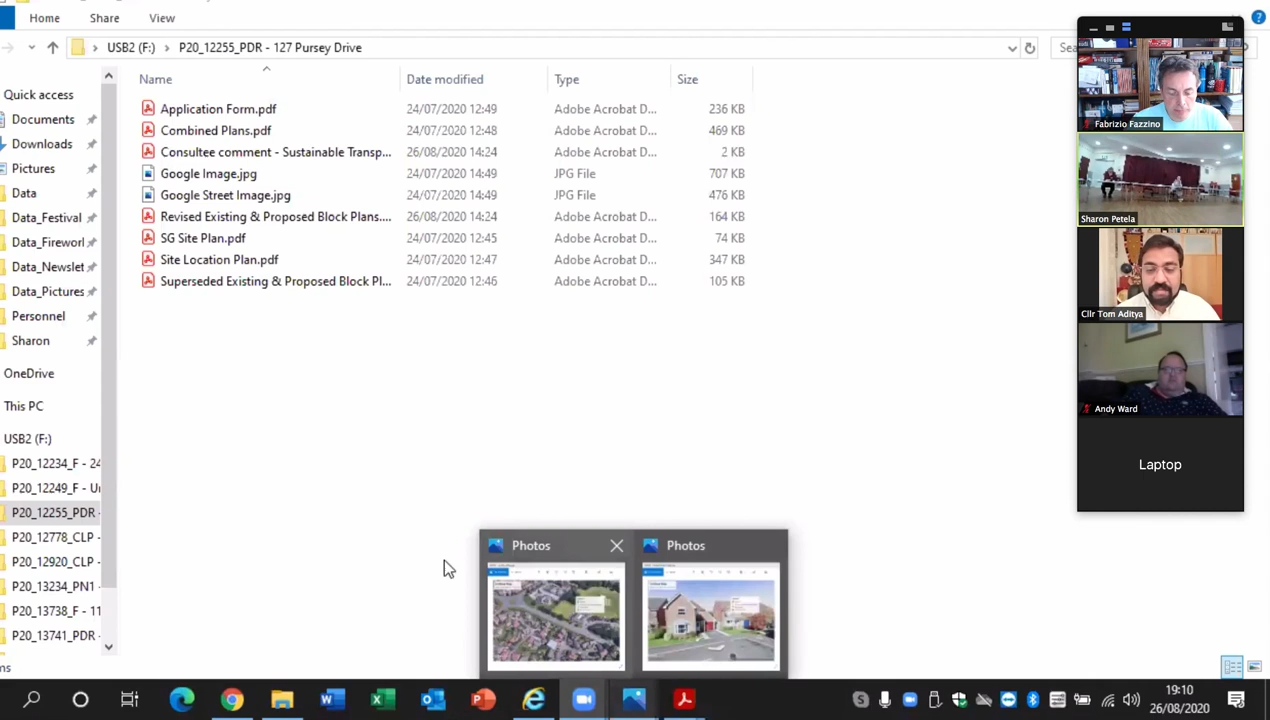 Home Share View
USB2 (F:) P20_12255_PDR - 127 Pursey Drive
Name Date modified Type Size
Application Form.pdf 24/07/2020 12:49 Adobe Acrobat D... 236 KB
Combined Plans.pdf 24/07/2020 12:48 Adobe Acrobat D... 469 KB
Consultee comment - Sustainable Transp... 26/08/2020 14:24 Adobe Acrobat D... 2 KB
Google Image.jpg 24/07/2020 14:49 JPG File 707 KB
Google Street Image.jpg 24/07/2020 14:49 JPG File 476 KB
Revised Existing & Proposed Block Plans.... 26/08/2020 14:24 Adobe Acrobat D... 164 KB
SG Site Plan.pdf 24/07/2020 12:45 Adobe Acrobat D... 74 KB
Site Location Plan.pdf 24/07/2020 12:47 Adobe Acrobat D... 347 KB
Superseded Existing & Proposed Block Pl... 24/07/2020 12:46 Adobe Acrobat D... 105 KB
Quick access
Documents
Downloads
Pictures
Data
Data_Festival
Data_Firewor
Data_Newslet
Data_Pictures
Personnel
Sharon
OneDrive
This PC
USB2 (F:)
P20_12234_F - 24
P20_12249_F - Ur
P20_12255_PDR -
P20_12778_CLP -
P20_12920_CLP -
P20_13234_PN1 -
P20_13738_F - 11
P20_13741_PDR -
Sea
Fabrizio Fazzino
Sharon Petela
Cllr Tom Aditya
Andy Ward
Laptop
Photos
Photos
19:10
26/08/2020